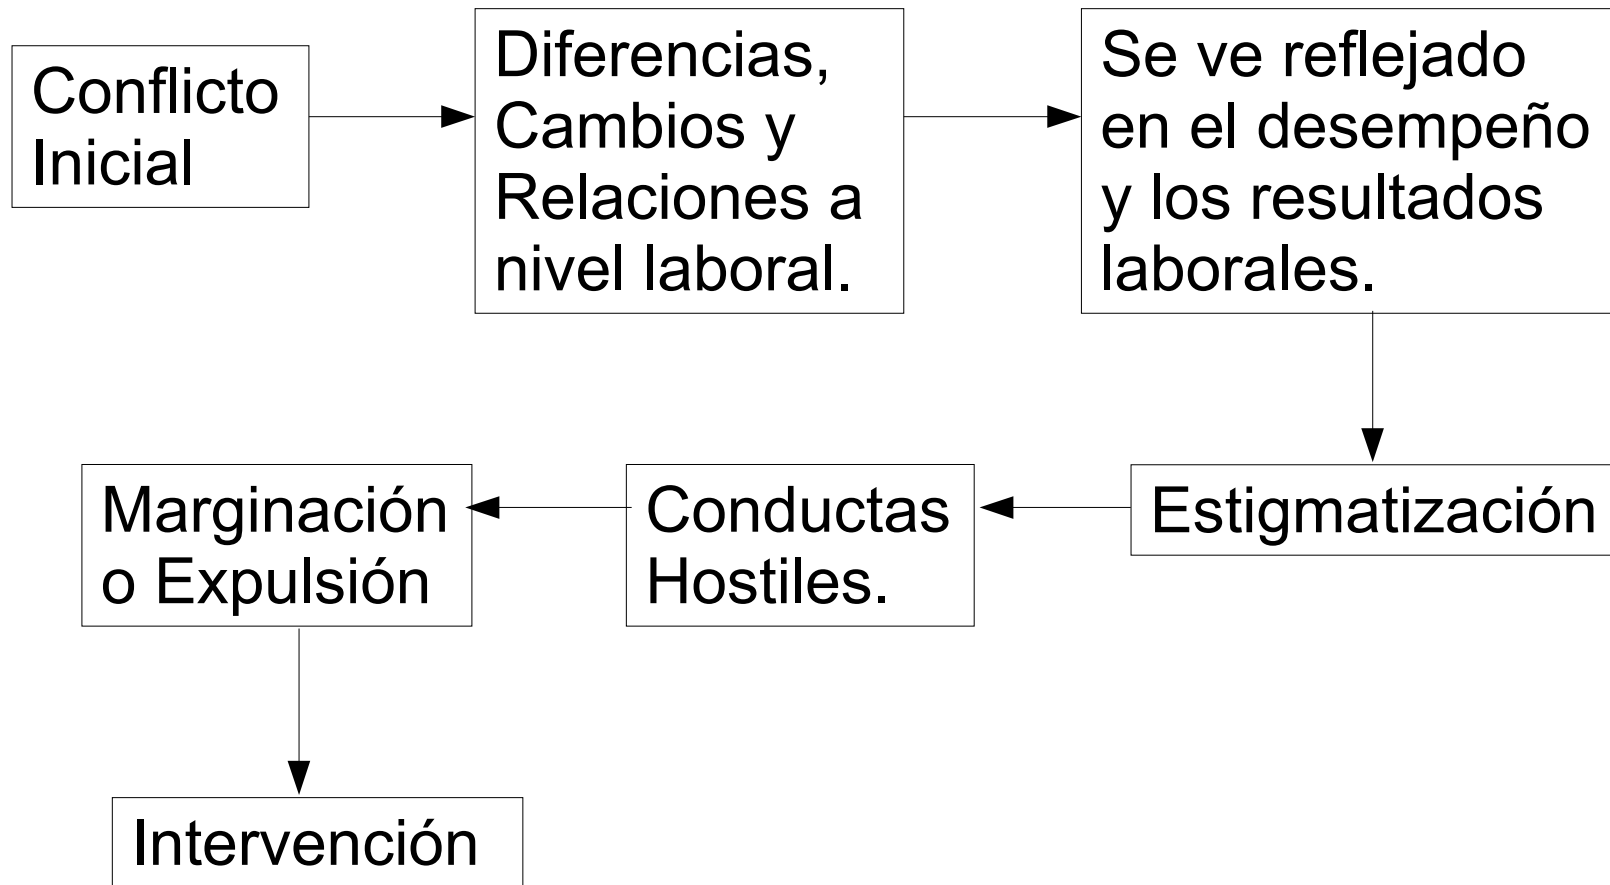 Conflicto
Inicial
Diferencias,
Cambios y
Relaciones a
nivel laboral.
Se ve reflejado
en el desempeño
y los resultados
laborales.
Estigmatización
Conductas
Hostiles.
Marginación
o Expulsión
Intervención